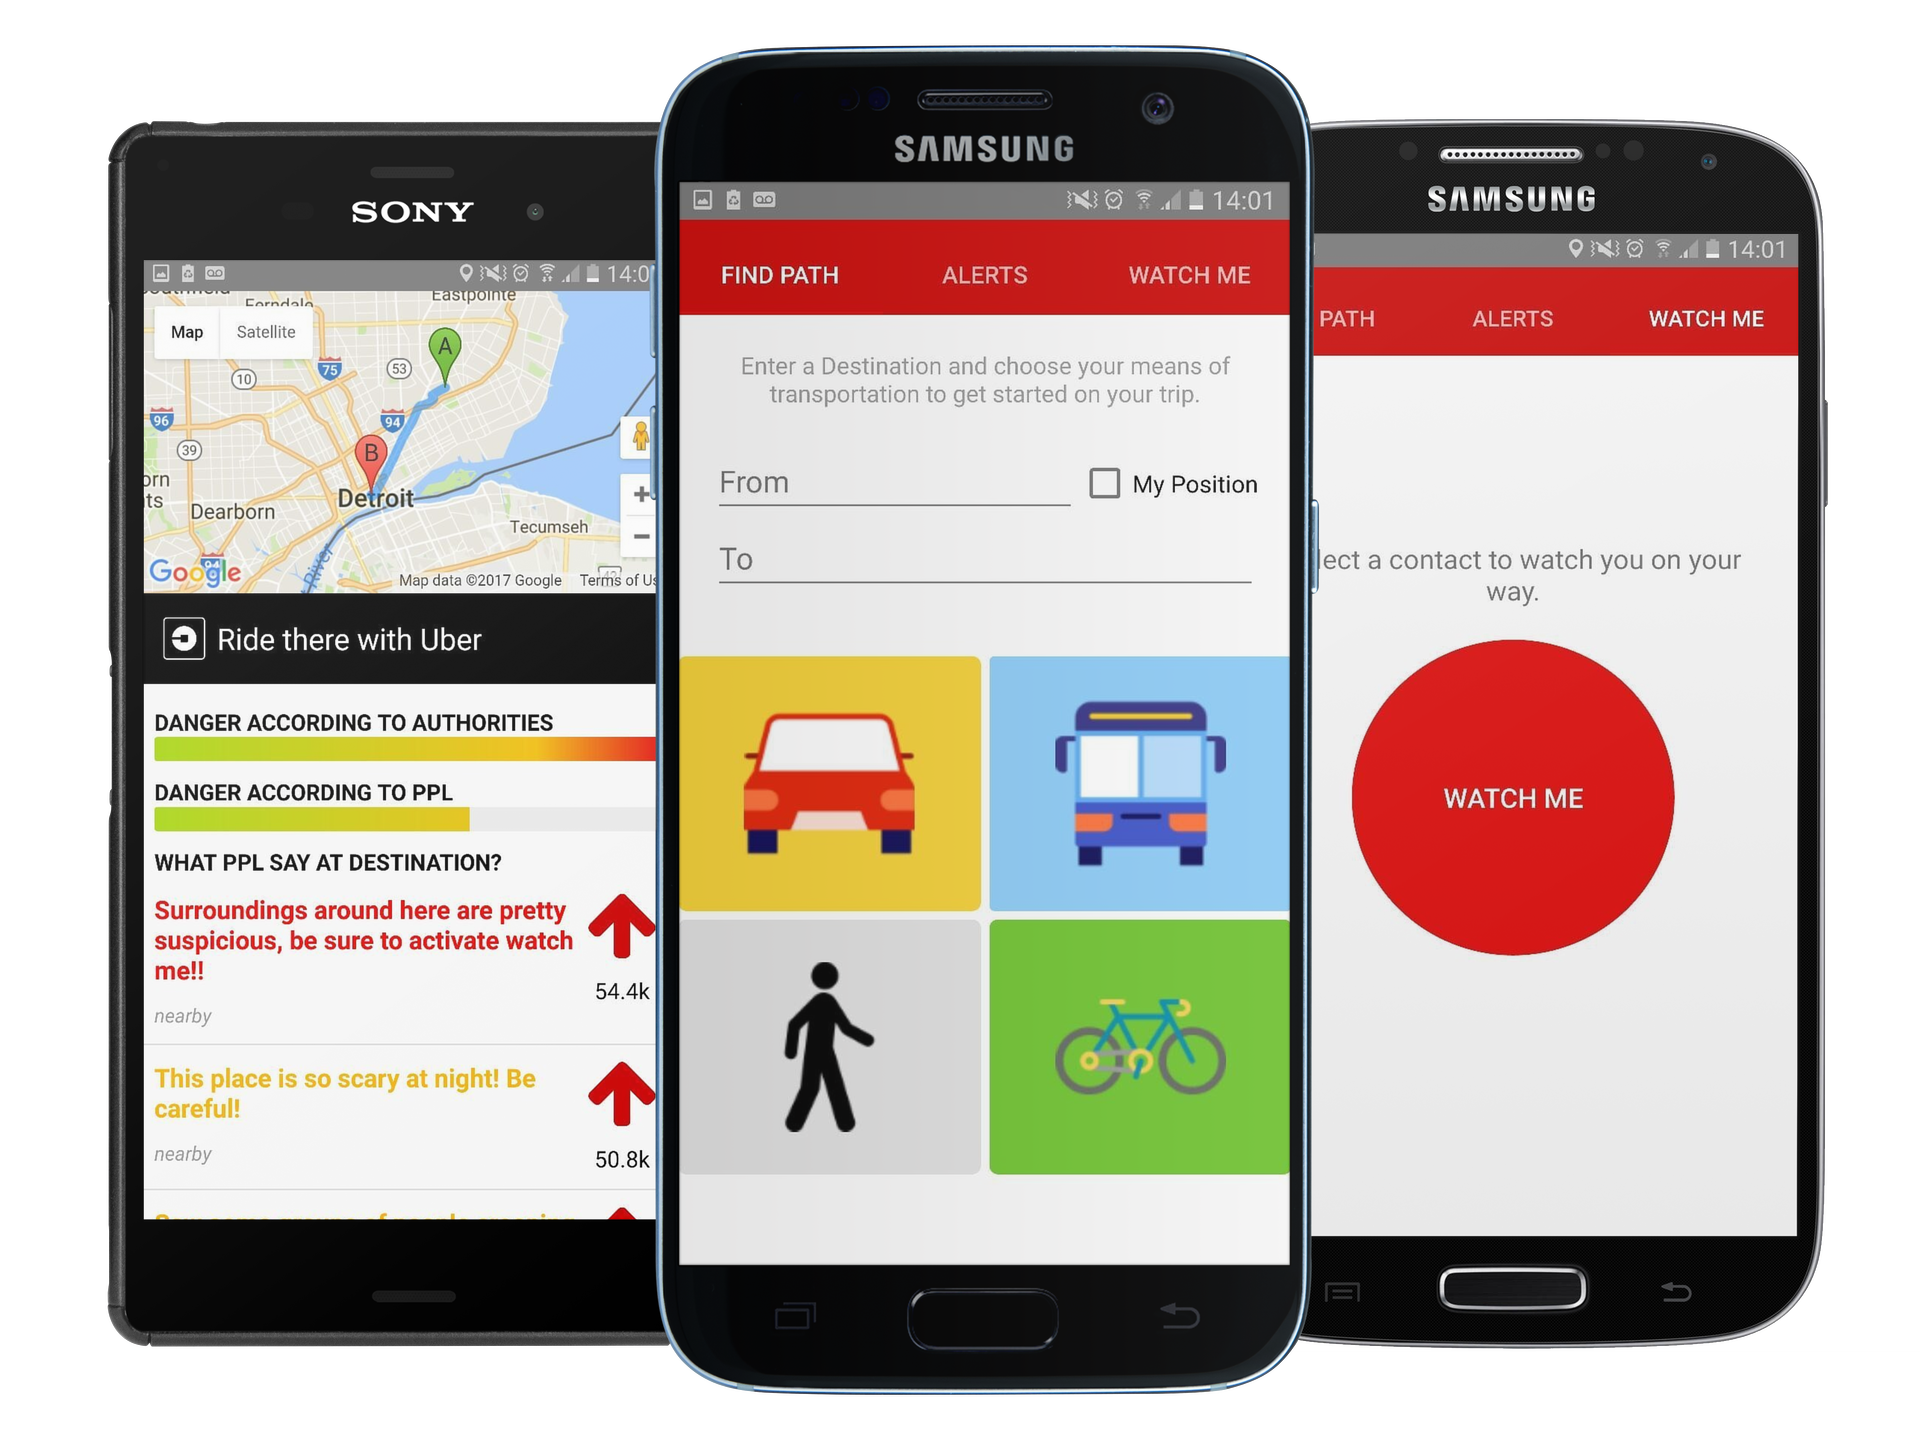 SONY
14:0
Ferndale
Eastpointe
Map
Satellite
75
53
10
96
94
39
A
B
Detroit
Dearborn
Tecumseh
River
94
Google
Map data ©2017 Google
Terms of Us
Ride there with Uber
DANGER ACCORDING TO AUTHORITIES
DANGER ACCORDING TO PPL
WHAT PPL SAY AT DESTINATION?
Surroundings around here are pretty
suspicious, be sure to activate watch
me!!
54.4k
nearby
This place is so scary at night! Be
careful!
nearby
50.8k
SAMSUNG
14:01
FIND PATH
ALERTS
WATCH ME
Enter a Destination and choose your means of
transportation to get started on your trip.
From
My Position
To
SAMSUNG
14:01
PATH
ALERTS
WATCH ME
lect a contact to watch you on your
way.
WATCH ME